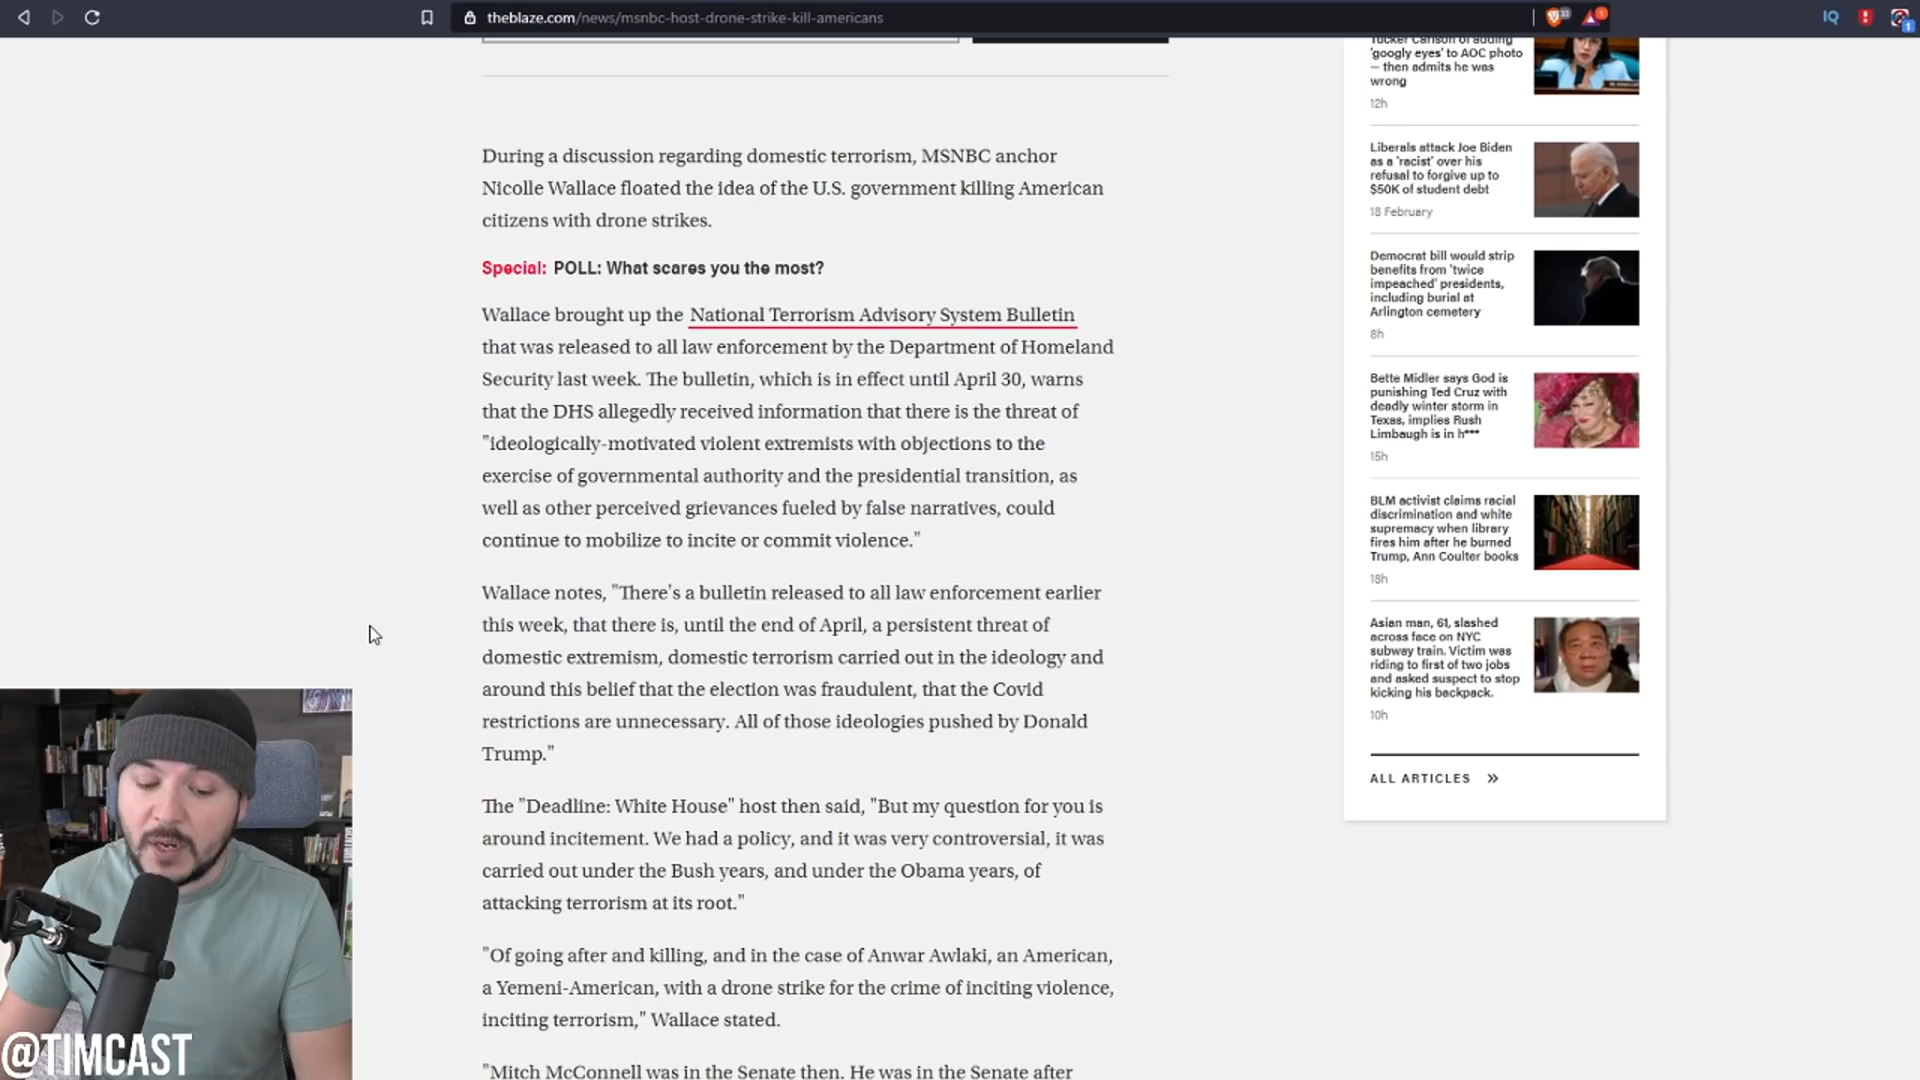 theblaze.com/news/msnbc-host-drone-strike-kill-americans
During a discussion regarding domestic terrorism, MSNBC anchor
Nicolle Wallace floated the idea of the U.S. government killing American
citizens with drone strikes.
Special: POLL: What scares you the most?
Wallace brought up the National Terrorism Advisory System Bulletin
that was released to all law enforcement by the Department of Homeland
Security last week. The bulletin, which is in effect until April 30, warns
that the DHS allegedly received information that there is the threat of
"ideologically-motivated violent extremists with objections to the
exercise of governmental authority and the presidential transition, as
well as other perceived grievances fueled by false narratives, could
continue to mobilize to incite or commit violence."
Wallace notes, "There's a bulletin released to all law enforcement earlier
this week, that there is, until the end of April, a persistent threat of
domestic extremism, domestic terrorism carried out in the ideology and
around this belief that the election was fraudulent, that the Covid
restrictions are unnecessary. All of those ideologies pushed by Donald
Trump."
The "Deadline: White House" host then said, "But my question for you is
around incitement. We had a policy, and it was very controversial, it was
carried out under the Bush years, and under the Obama years, of
attacking terrorism at its root."
"Of going after and killing, and in the case of Anwar Awlaki, an American,
a Yemeni-American, with a drone strike for the crime of inciting violence,
inciting terrorism," Wallace stated.
"Mitch McConnell was in the Senate then. He was in the Senate after
Tucker Carlson of adding
'googly eyes' to AOC photo
— then admits he was
wrong
12h
Liberals attack Joe Biden
as a 'racist' over his
refusal to forgive up to
$50K of student debt
18 February
Democrat bill would strip
benefits from 'twice
impeached' presidents,
including burial at
Arlington cemetery
8h
Bette Midler says God is
punishing Ted Cruz with
deadly winter storm in
Texas, implies Rush
Limbaugh is in h***
15h
BLM activist claims racial
discrimination and white
supremacy when library
fires him after he burned
Trump, Ann Coulter books
18h
Asian man, 61, slashed
across face on NYC
subway train. Victim was
riding to first of two jobs
and asked suspect to stop
kicking his backpack.
10h
ALL ARTICLES »
@TIMCAST